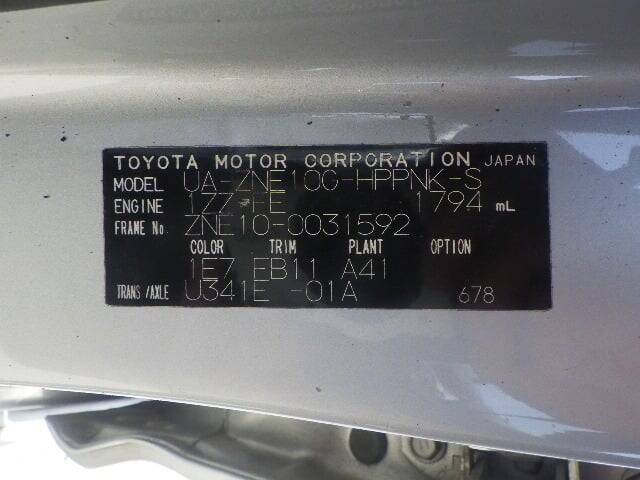 TOYOTA MOTOR CORPORATION JAPAN
MODEL UA-ZNE10G-HPPNK-S
ENGINE 1ZZ-FE 1794 mL
FRAME No. ZNE10-0031592
COLOR TRIM PLANT OPTION
1E7 EB11 A41
TRANS/AXLE U341E -01A 678